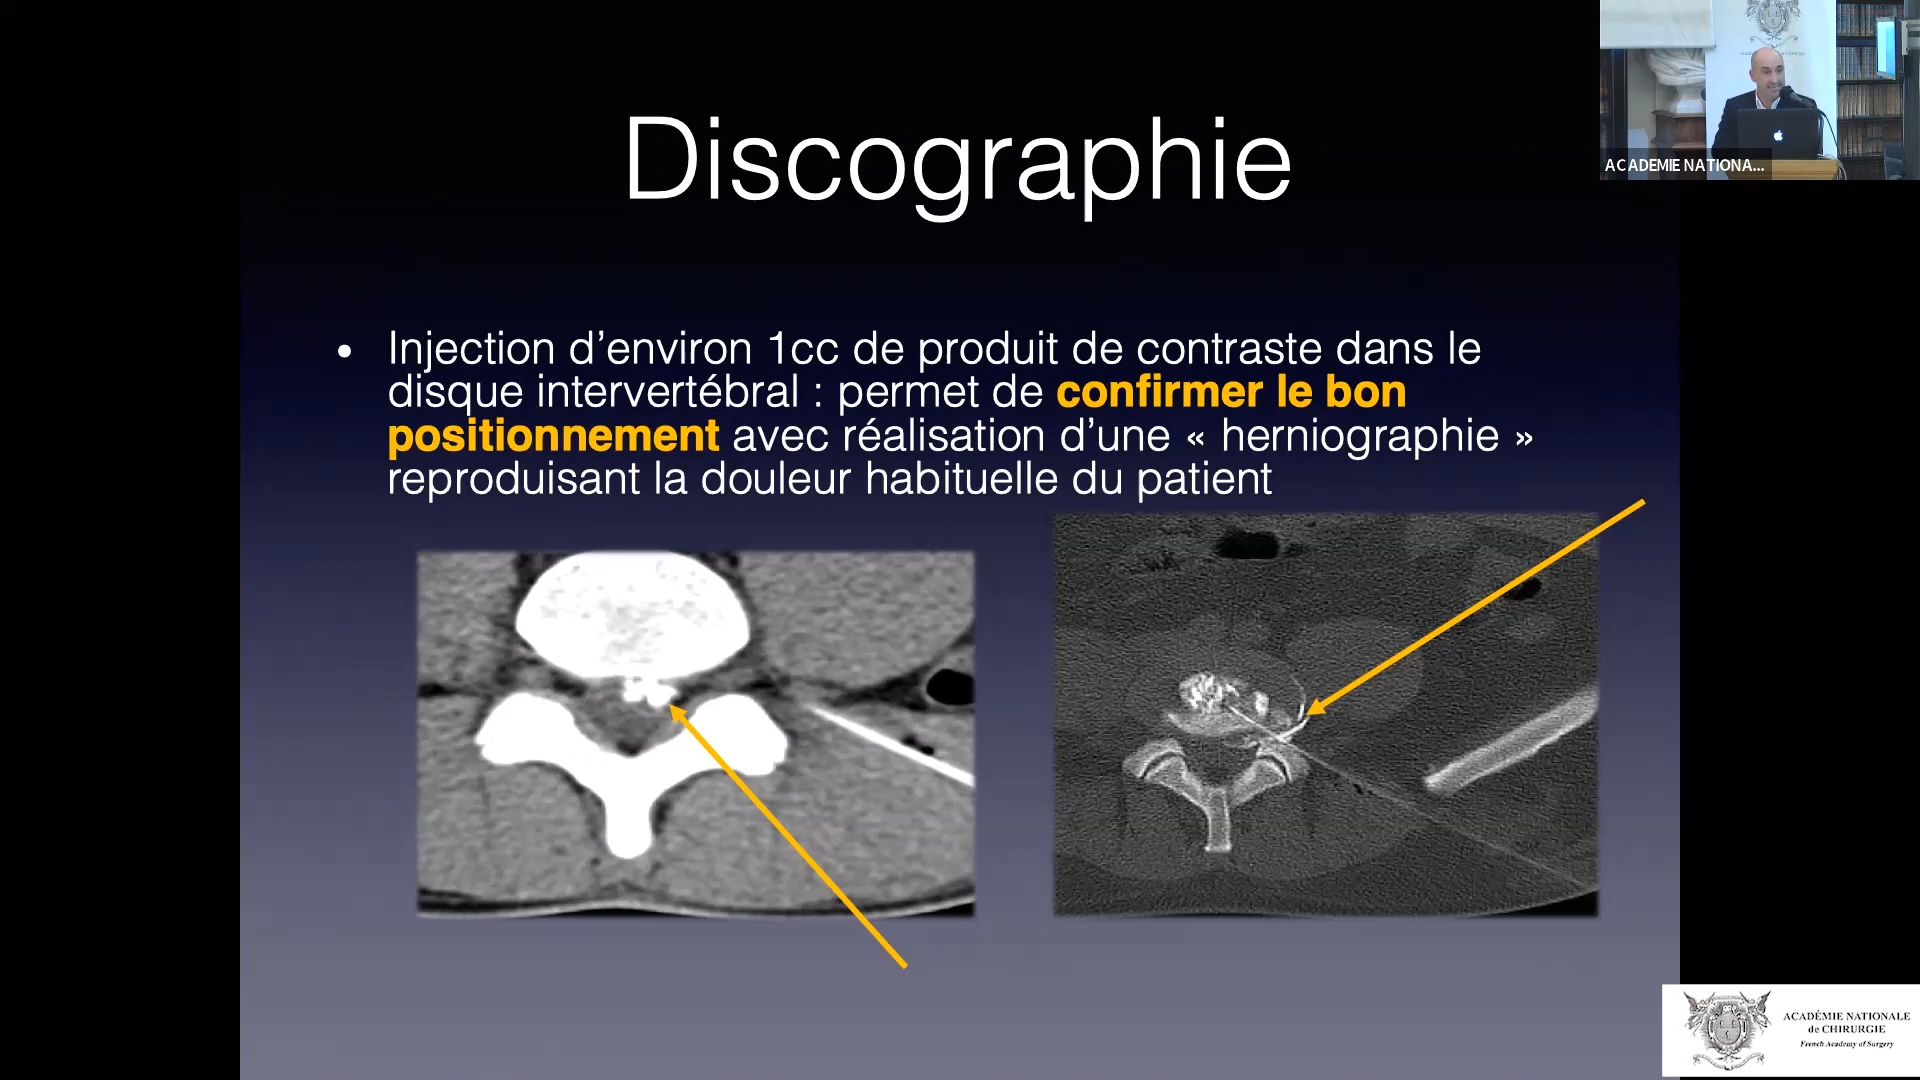 Discographie
• Injection d’environ 1cc de produit de contraste dans le
disque intervertébral : permet de confirmer le bon
positionnement avec réalisation d’une « herniographie »
reproduisant la douleur habituelle du patient
ACADEMIE NATIONA...
ACADÉMIE NATIONALE
de CHIRURGIE
French Academy of Surgery